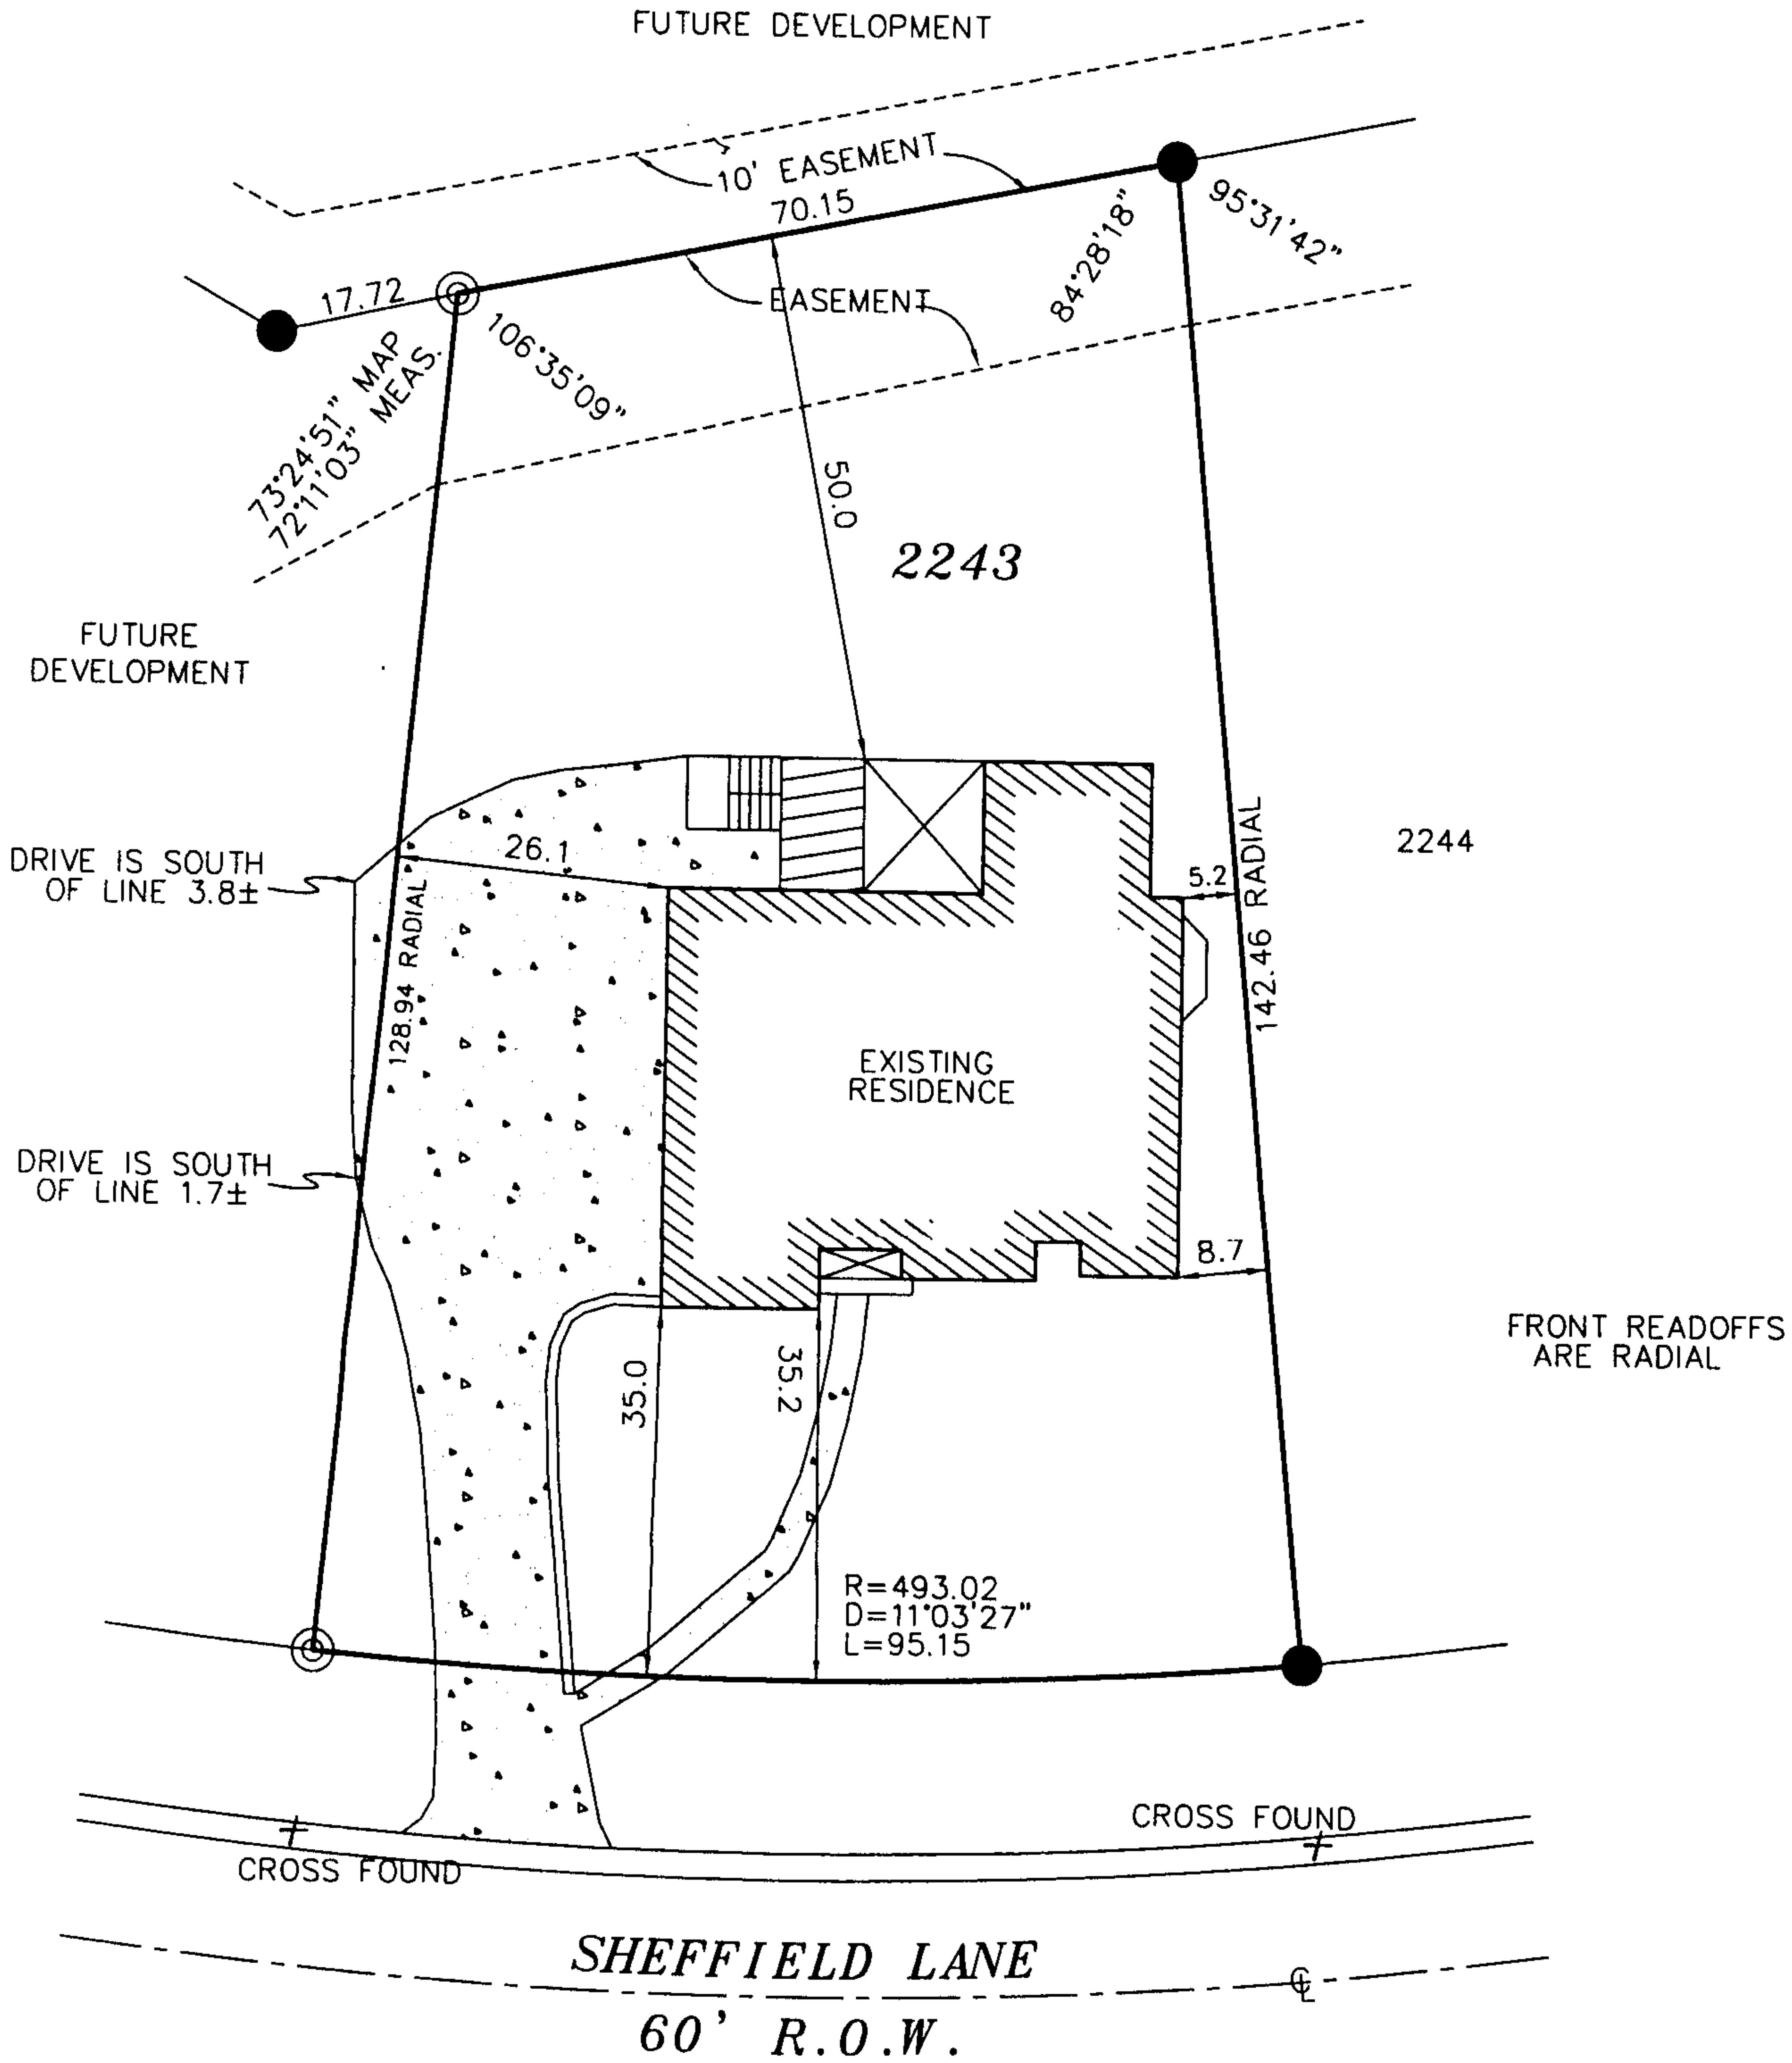 FUTURE DEVELOPMENT
10' EASEMENT
70.15
95°31'42"
84°28'18"
17.72
EASEMENT
106°35'09"
73°24'51" MAP
72°11'03" MEAS.
50.0
2243
FUTURE
DEVELOPMENT
2244
DRIVE IS SOUTH
OF LINE 3.8±
26.1
5.2
128.94 RADIAL
142.46 RADIAL
EXISTING
RESIDENCE
DRIVE IS SOUTH
OF LINE 1.7±
8.7
FRONT READOFFS
ARE RADIAL
35.0
35.2
R=493.02
D=11°03'27"
L=95.15
CROSS FOUND
CROSS FOUND
SHEFFIELD LANE
℄
60' R.O.W.